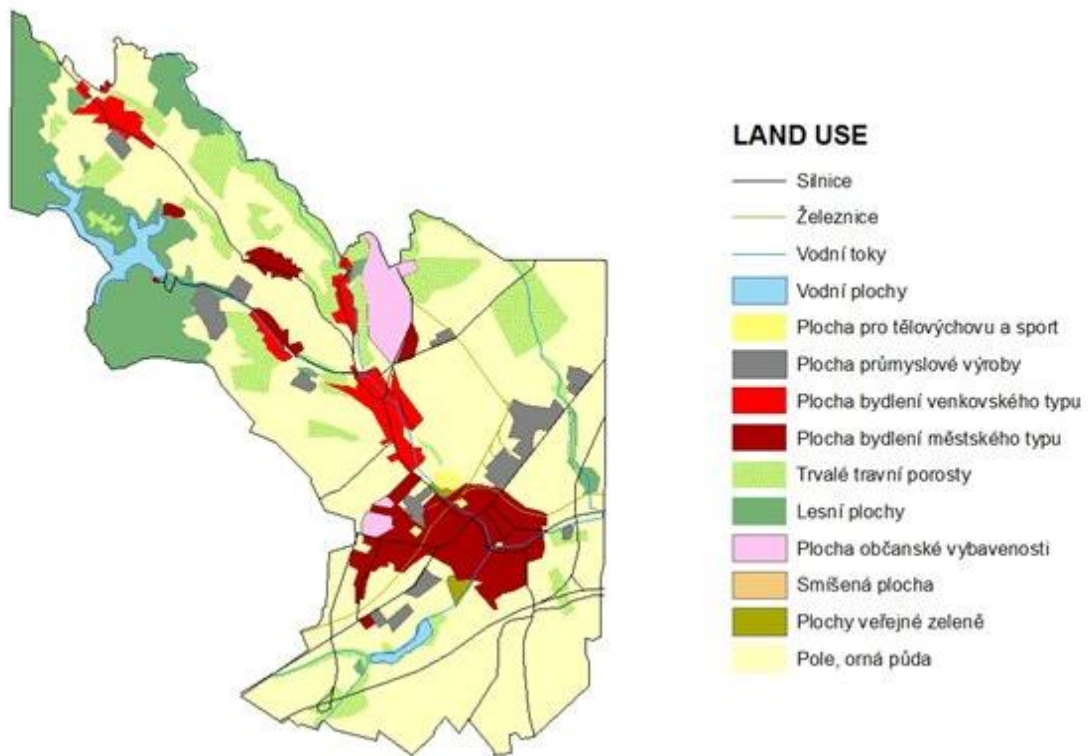 LAND USE
Silnice
Železnice
Vodní toky
Vodní plochy
Plocha pro tělovýchovu a sport
Plocha průmyslové výroby
Plocha bydlení venkovského typu
Plocha bydlení městského typu
Trvalé travní porosty
Lesní plochy
Plocha občanské vybavenosti
Smíšená plocha
Plochy veřejné zeleně
Pole, orná půda